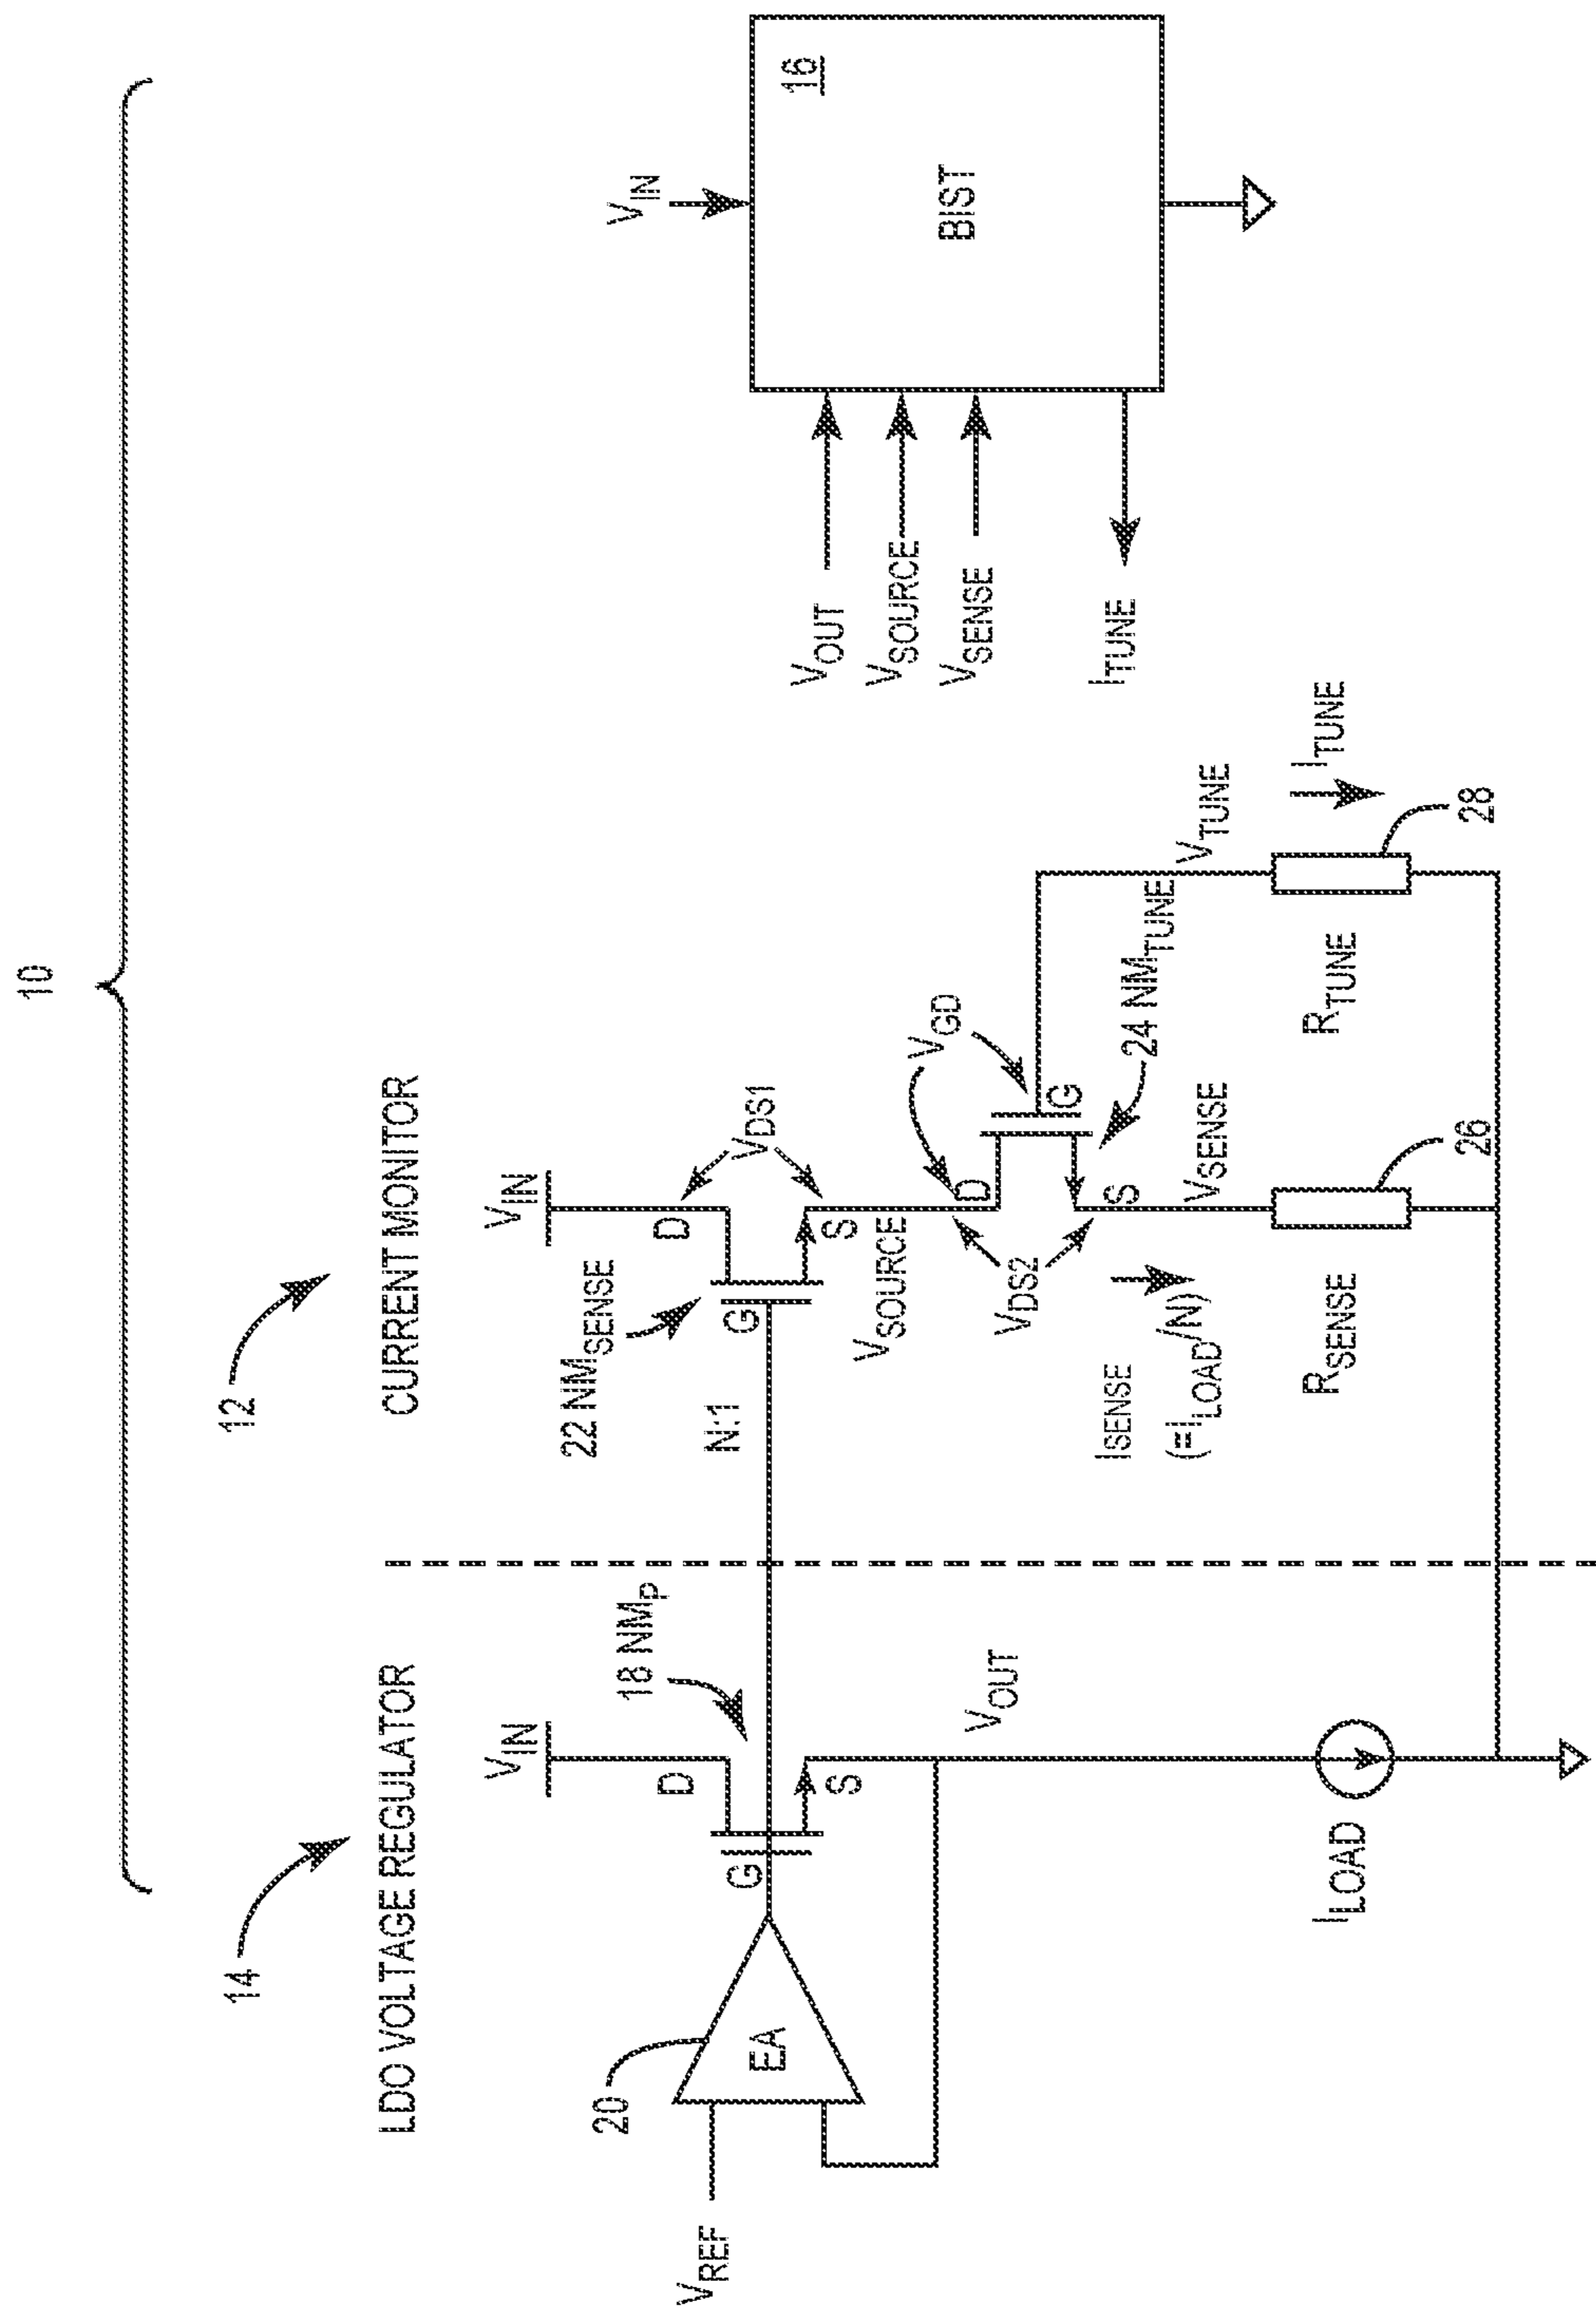 10
14
LDO VOLTAGE REGULATOR
12
CURRENT MONITOR
V_IN
V_IN
V_IN
20
18 NM_P
22 NM_SENSE
D
D
V_DS1
16
V_REF
EA
G
N:1
G
S
S
V_SOURCE
V_OUT
V_SOURCE
V_SENSE
BIST
V_GD
D
V_OUT
V_DS2
G
S
24 NM_TUNE
I_TUNE
I_SENSE
(=I_LOAD/N)
V_SENSE
V_TUNE
I_TUNE
I_LOAD
R_SENSE
26
R_TUNE
28